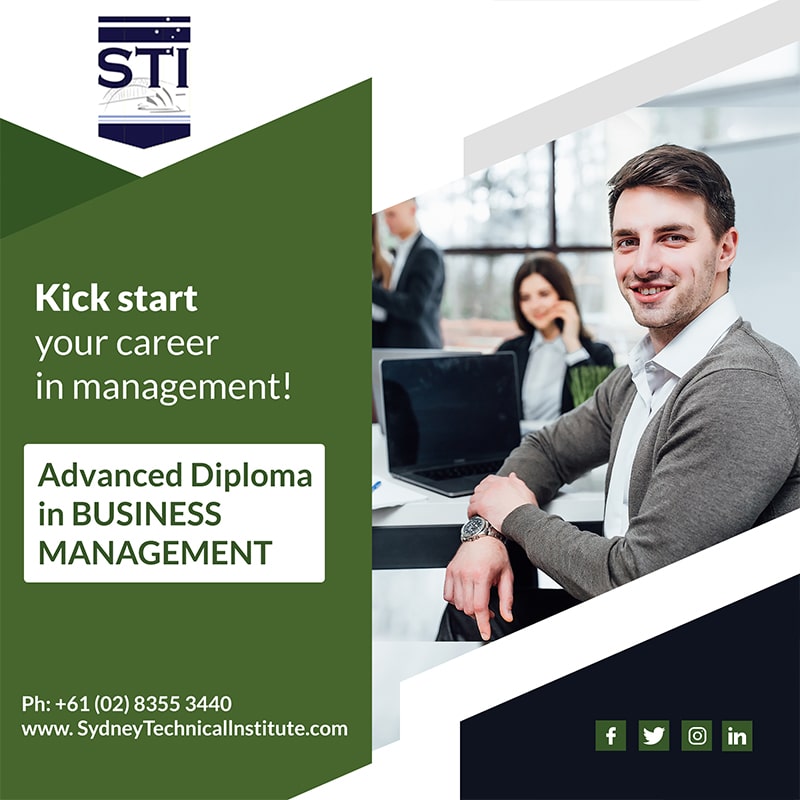 STI
Kick start
your career
in management!
Advanced Diploma
in BUSINESS
MANAGEMENT
Ph: +61 (02) 8355 3440
www. SydneyTechnicalInstitute.com